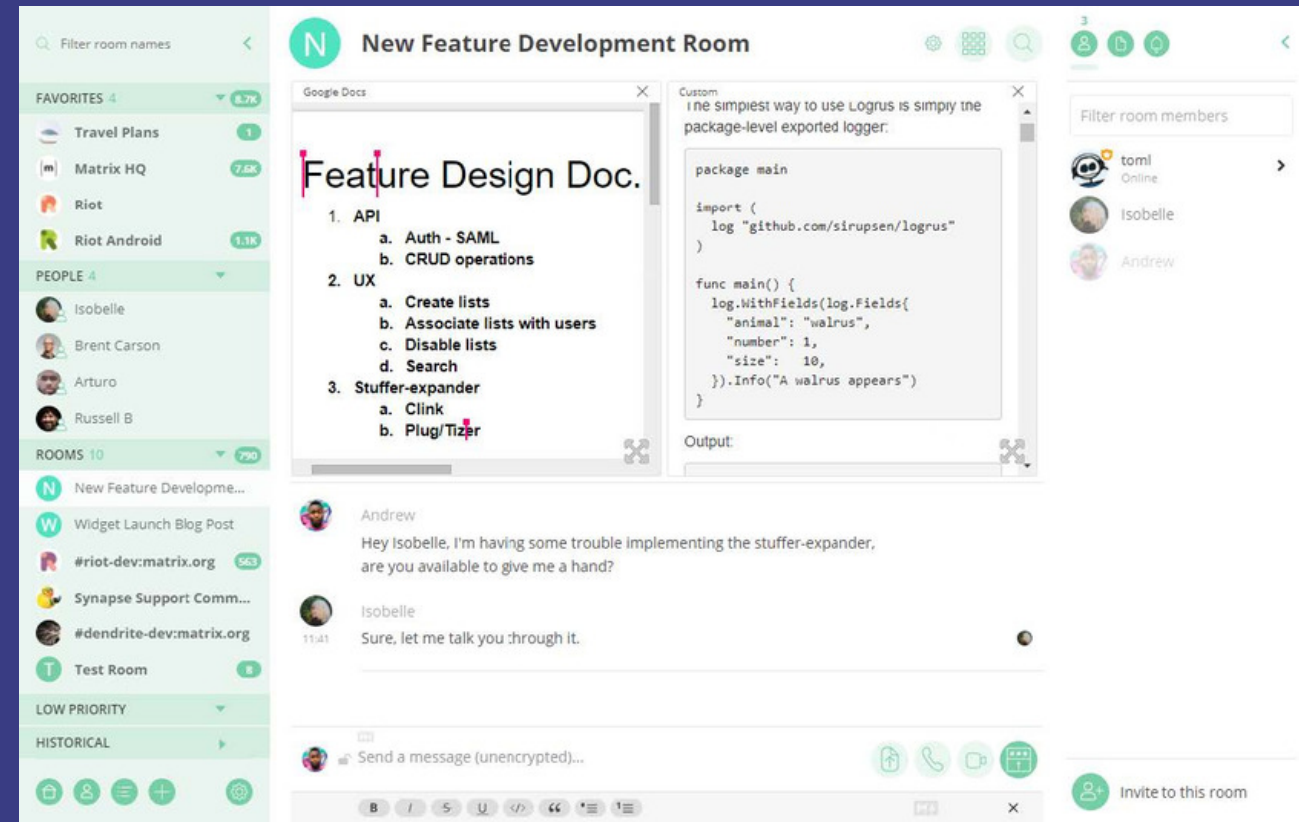 Filter room names
FAVORITES 4
8.7K
Travel Plans
1
Matrix HQ
7.6K
Riot
Riot Android
1.1K
PEOPLE 4
Isobelle
Brent Carson
Arturo
Russell B
ROOMS 10
790
N
New Feature Developme...
W
Widget Launch Blog Post
#riot-dev:matrix.org
563
Synapse Support Comm...
#dendrite-dev:matrix.org
T
Test Room
8
LOW PRIORITY
HISTORICAL
N
New Feature Development Room
Google Docs
Feature Design Doc.
1. API
a. Auth - SAML
b. CRUD operations
2. UX
a. Create lists
b. Associate lists with users
c. Disable lists
d. Search
3. Stuffer-expander
a. Clink
b. Plug/Tizer
Custom
The simplest way to use Logrus is simply the
package-level exported logger:
package main
import (
log "github.com/sirupsen/logrus"
)
func main() {
log.WithFields(log.Fields{
"animal": "walrus",
"number": 1,
"size":   10,
}).Info("A walrus appears")
}
Output:
Andrew
Hey Isobelle, I'm having some trouble implementing the stuffer-expander,
are you available to give me a hand?
Isobelle
11:41
Sure, let me talk you through it.
Send a message (unencrypted)...
B I S U </> “ 
3
Filter room members
toml
Online
Isobelle
Andrew
Invite to this room